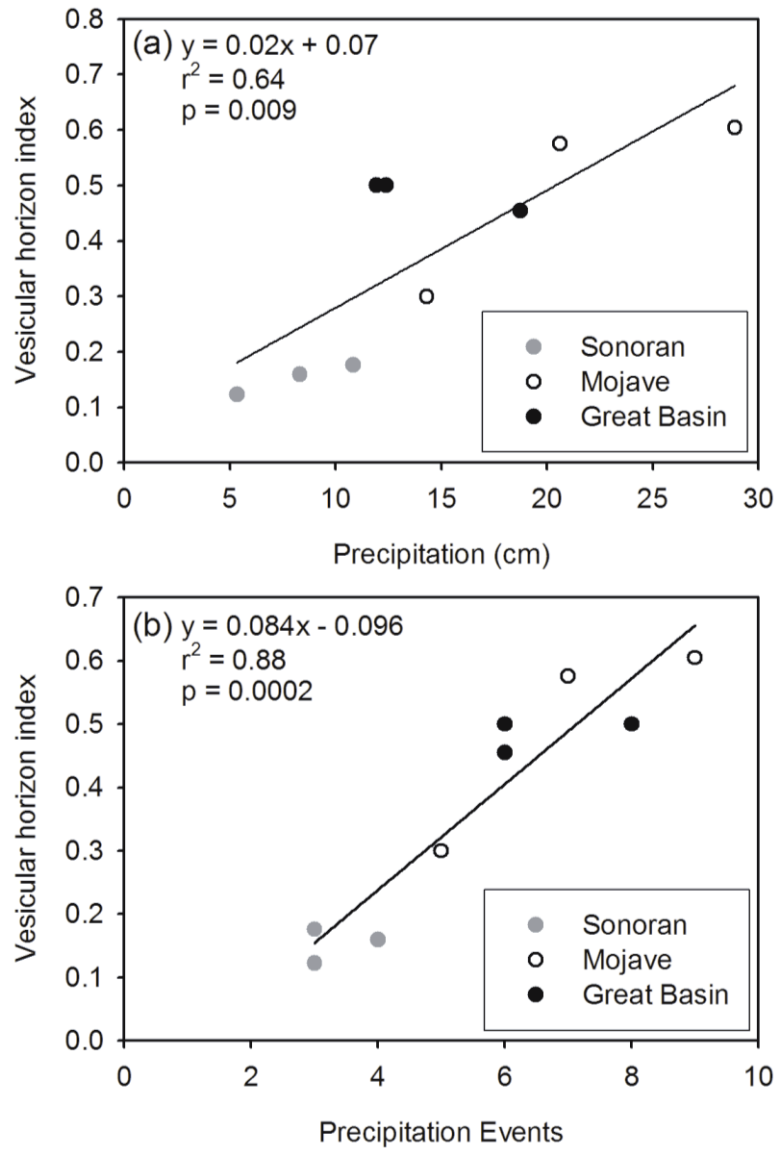 (a) y = 0.02x + 0.07
r² = 0.64
p = 0.009
0.8
0.7
0.6
0.5
0.4
0.3
0.2
0.1
0.0
Vesicular horizon index
Sonoran
Mojave
Great Basin
0 5 10 15 20 25 30
Precipitation (cm)
(b) y = 0.084x - 0.096
r² = 0.88
p = 0.0002
0.7
0.6
0.5
0.4
0.3
0.2
0.1
0.0
Vesicular horizon index
Sonoran
Mojave
Great Basin
0 2 4 6 8 10
Precipitation Events